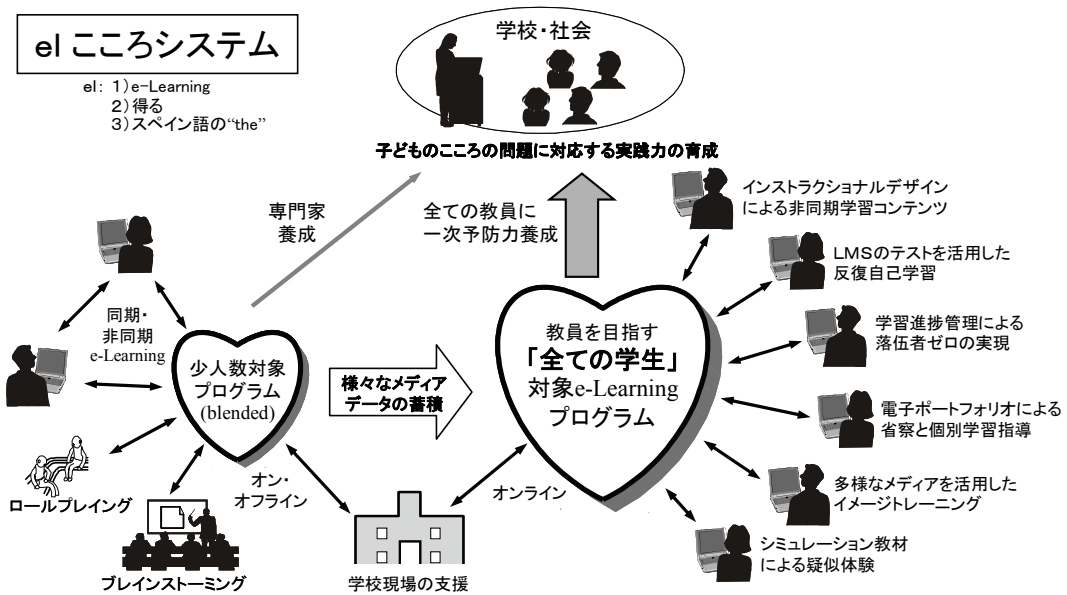 el こころシステム
el: 1)e-Learning
2)得る
3)スペイン語の“the”
学校・社会
子どものこころの問題に対応する実践力の育成
専門家
養成
全ての教員に
一次予防力養成
同期・
非同期
e-Learning
少人数対象
プログラム
(blended)
様々なメディア
データの蓄積
教員を目指す
「全ての学生」
対象e-Learning
プログラム
インストラクショナルデザイン
による非同期学習コンテンツ
LMSのテストを活用した
反復自己学習
学習進捗管理による
落伍者ゼロの実現
電子ポートフォリオによる
省察と個別学習指導
多様なメディアを活用した
イメージトレーニング
シミュレーション教材
による疑似体験
ロールプレイング
ブレインストーミング
オン・
オフライン
オンライン
学校現場の支援